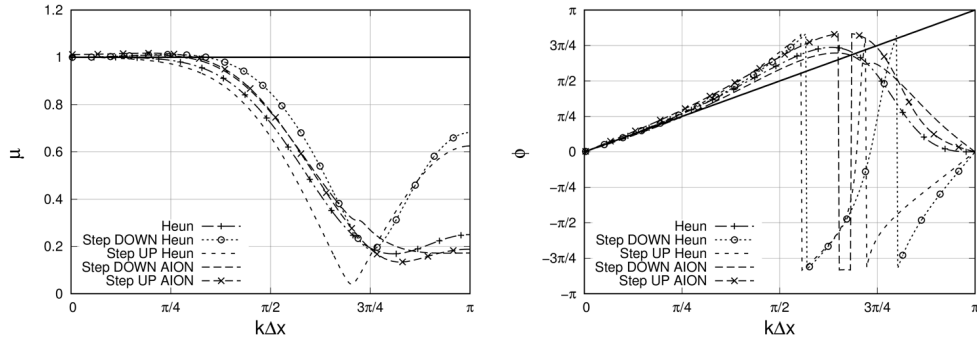 1.2
1
0.8
0.6
0.4
0.2
0
μ
Heun
Step DOWN Heun
Step UP Heun
Step DOWN AION
Step UP AION
0 π/4 π/2 3π/4 π
kΔx
π
3π/4
π/2
π/4
0
-π/4
-π/2
-3π/4
-π
ϕ
Heun
Step DOWN Heun
Step UP Heun
Step DOWN AION
Step UP AION
0 π/4 π/2 3π/4 π
kΔx